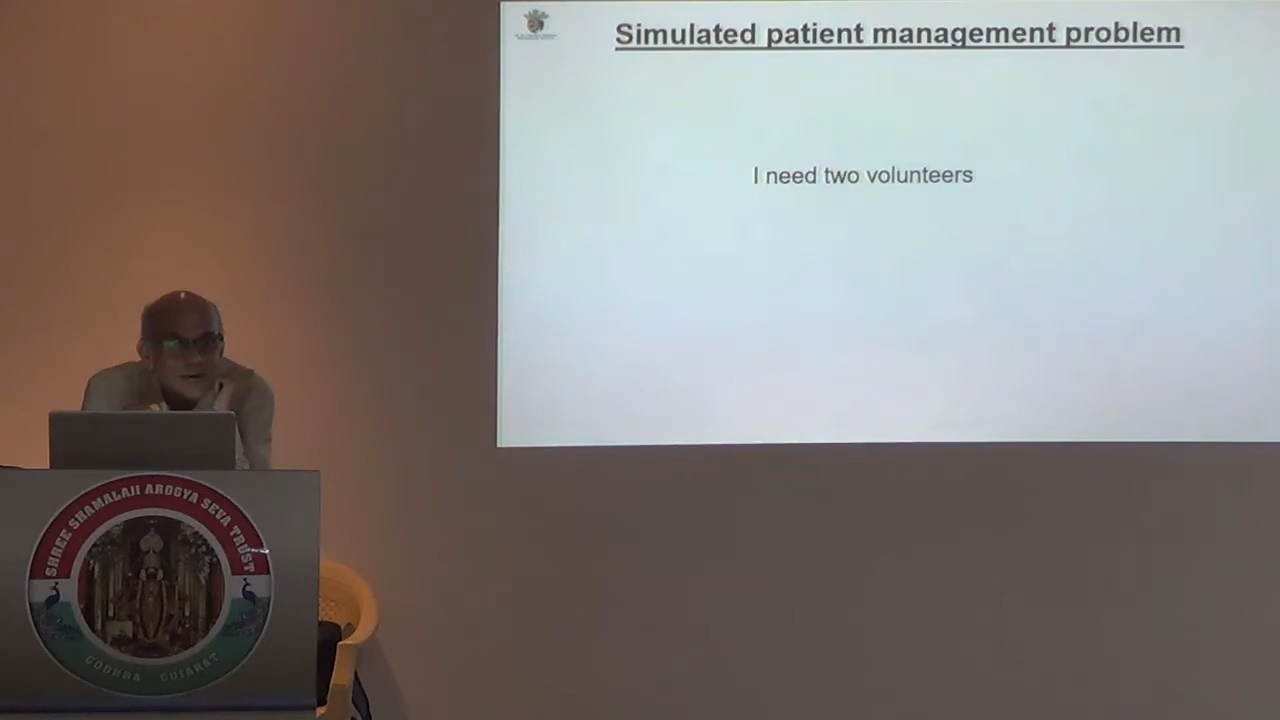 Simulated patient management problem
I need two volunteers
SHREE SHAMALAJI AROGYA SEVA TRUST
GODHRA GUJARAT